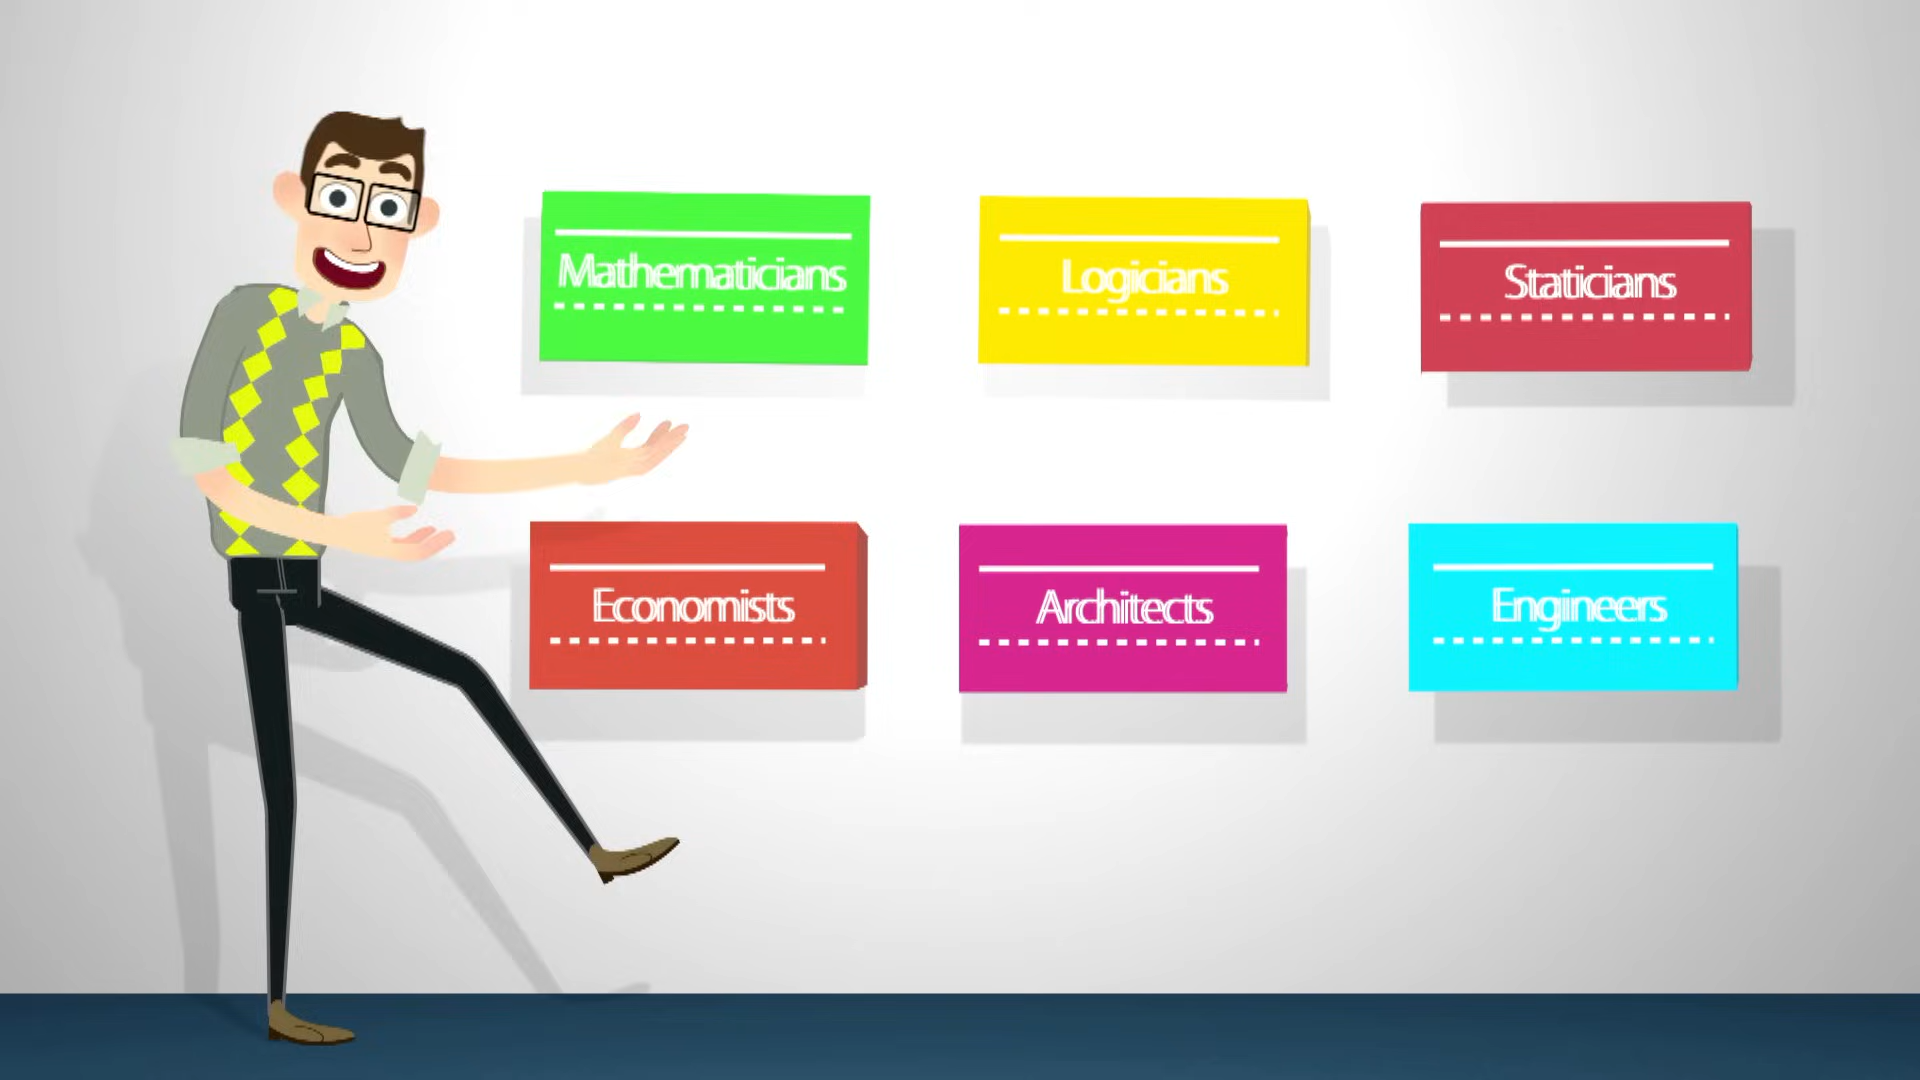 Mathematicians
Logicians
Staticians
Economists
Architects
Engineers